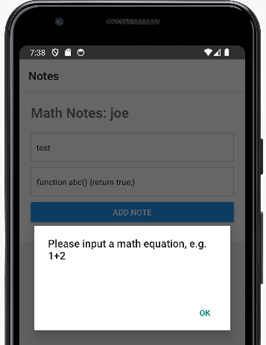 7:38
Notes
Math Notes: joe
test
function abc() {return true;}
ADD NOTE
Please input a math equation, e.g.
1+2
OK